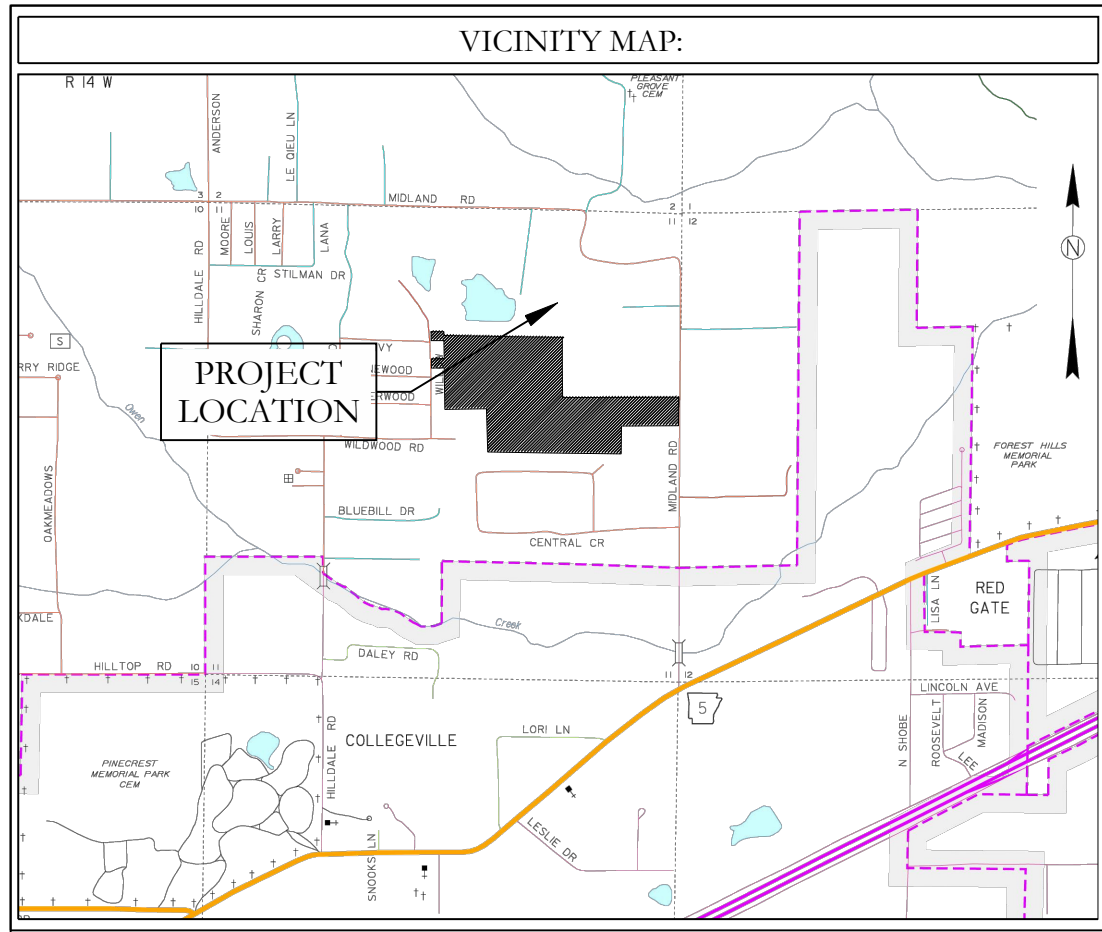 VICINITY MAP:
R 14 W
PLEASANT
GROVE
CEM
ANDERSON
LE QIEU LN
MIDLAND RD
3 2
10 11
2 1
11 12
HILLDALE RD
MOORE
LOUIS
LARRY
LANA
SHARON CR
STILMAN DR
N
S
PROJECT
LOCATION
VY
EWOOD
ERWOOD
WIL
WILDWOOD RD
RRY RIDGE
Owen
OAKMEADOWS
MIDLAND RD
FOREST HILLS
MEMORIAL
PARK
BLUEBILL DR
CENTRAL CR
LISA LN
RED
GATE
KDALE
Creek
DALEY RD
HILLTOP RD
10 11
15 14
11 12
5
LINCOLN AVE
N SHOBE
ROOSEVELT
MADISON
LEE
HILLDALE RD
COLLEGEVILLE
LORI LN
PINECREST
MEMORIAL PARK
CEM
LESLIE DR
SNOOKS LN